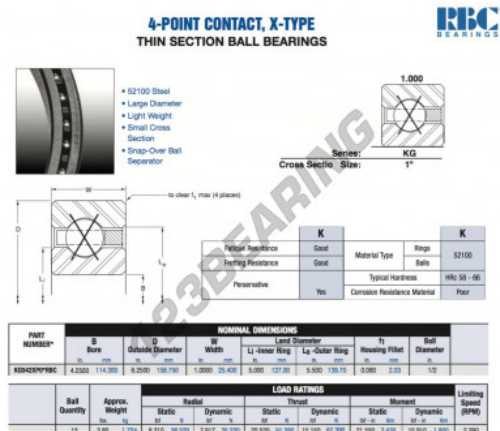 4-POINT CONTACT, X-TYPE
THIN SECTION BALL BEARINGS
RBC
BEARINGS
• 52100 Steel
• Large Diameter
• Light Weight
• Small Cross
Section
• Snap-Over Ball
Separator
1.000
Series: KG
Cross Sectio Size: 1"
W
to clear f1 max (4 places)
D
B
123BEARING
K
Fatigue Resistance Good
Fretting Resistance Good
Persensative Yes
K
Material Type Rings Balls 52100
Typical Hardness HRc 58 - 66
Corrosion Resistance Material Poor
NOMINAL DIMENSIONS
PART NUMBER*
B Bore
D Outside Diameter
W Width
Land Diameter
Li -Inner Ring
Lo -Outer Ring
f1 Housing Fillet
Ball Diameter
in. mm in. mm in. mm in. mm in. mm in. mm in.
KG042XP0*RBC 4.2500 114.300 6.2500 158.750 1.0000 25.400 5.000 127.00 5.500 139.70 0.080 2.03 1/2
LOAD RATINGS
Ball Quantity
Approx. Weight
Radial
Thrust
Moment
Limiting Speed (RPM)
Static Dynamic Static Dynamic Static Dynamic
lbs. kg